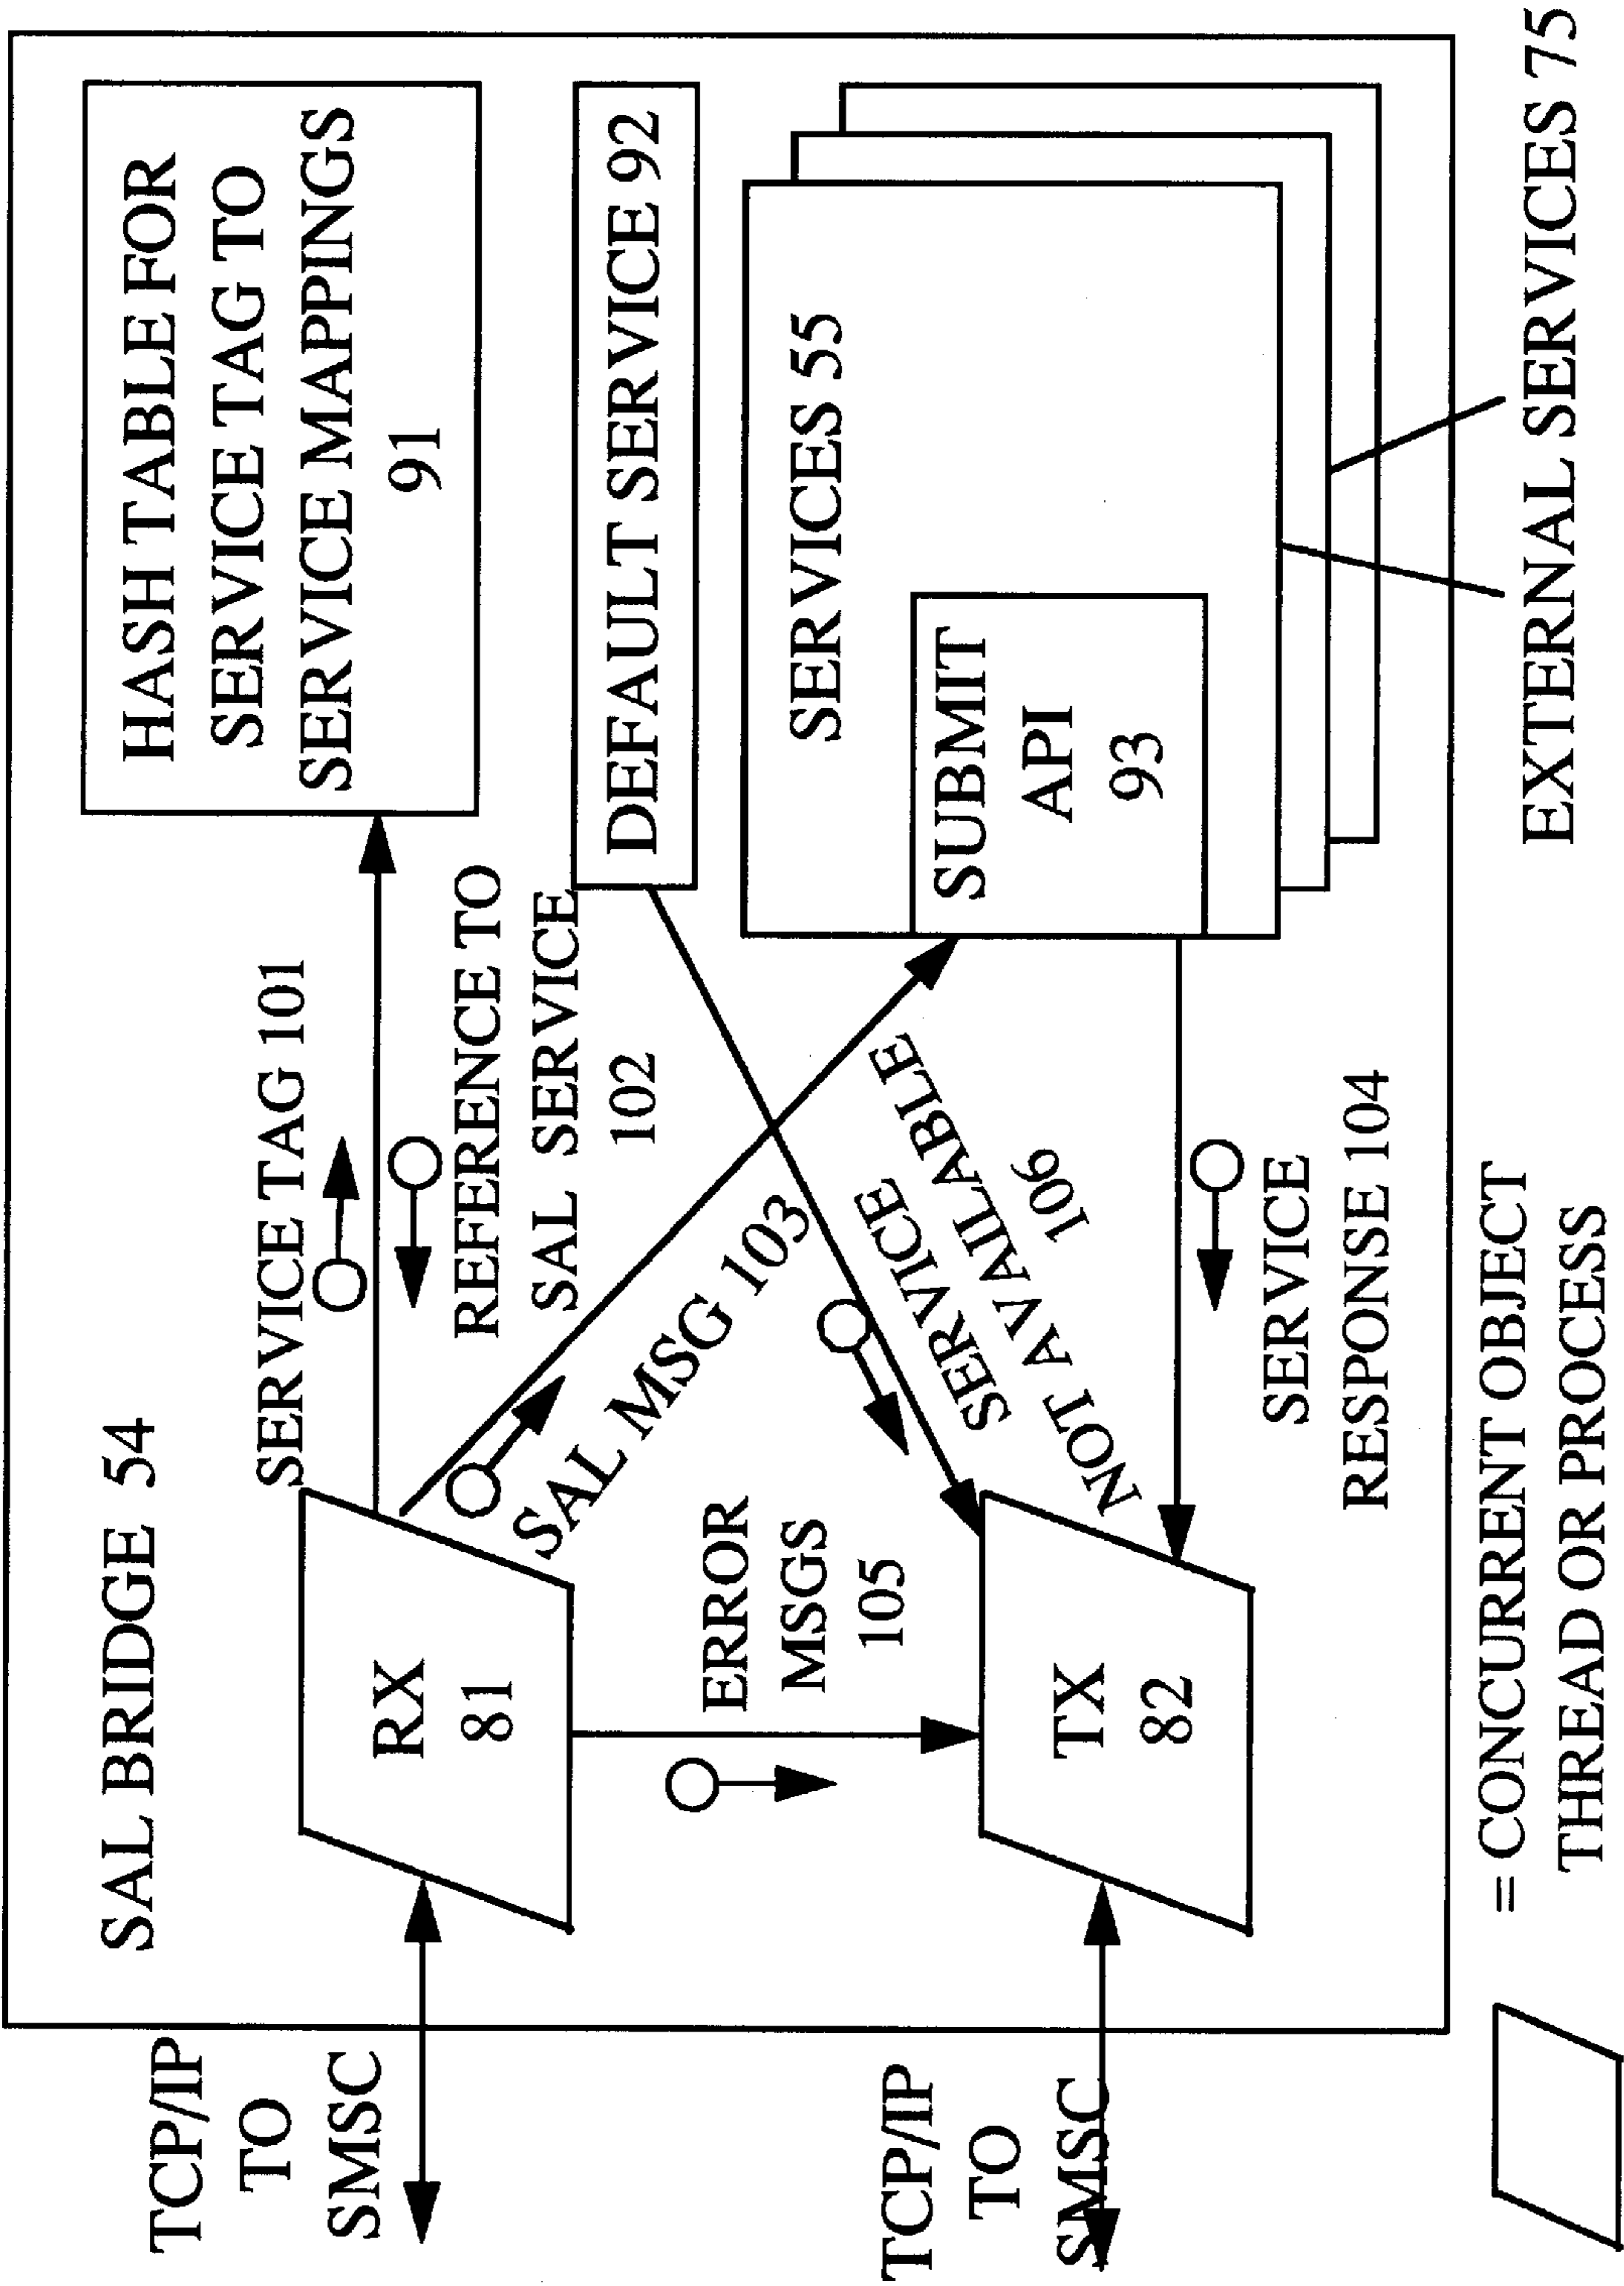 SAL BRIDGE 54
TCP/IP
TO
SMSC
RX
81
SERVICE TAG 101
HASH TABLE FOR
SERVICE TAG TO
SERVICE MAPPINGS
91
REFERENCE TO
SAL SERVICE
102
DEFAULT SERVICE 92
SAL MSG 103
ERROR
MSGS
105
SERVICE
NOT AVAILABLE
106
SERVICES 55
SUBMIT
API
93
TCP/IP
TO
SMSC
TX
82
SERVICE
RESPONSE 104
= CONCURRENT OBJECT
THREAD OR PROCESS
EXTERNAL SERVICES 75